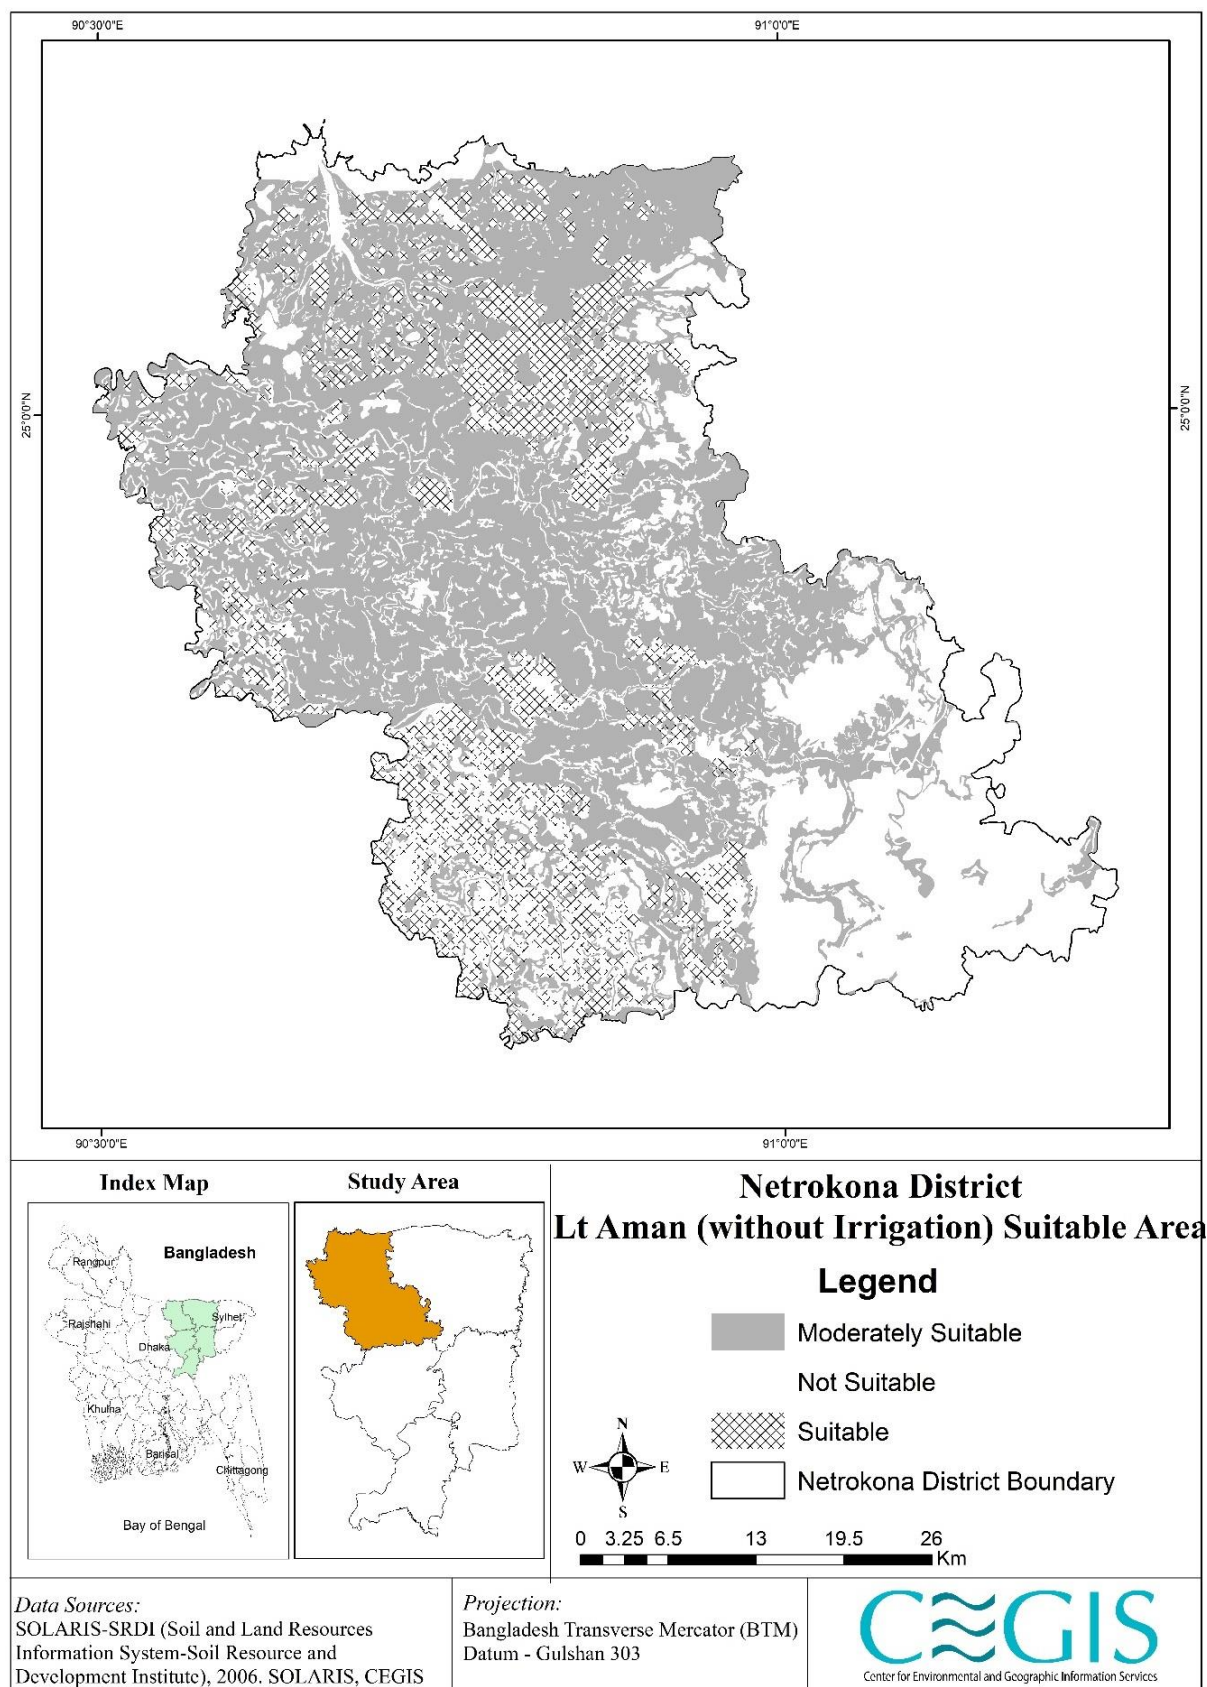 90°30'0"E
91°0'0"E
25°0'0"N
25°0'0"N
90°30'0"E
91°0'0"E
Index Map
Bangladesh
Rangpur
Rajshahi
Sylhet
Dhaka
Khulna
Barisal
Chittagong
Bay of Bengal
Study Area
Netrokona District
Lt Aman (without Irrigation) Suitable Area
Legend
Moderately Suitable
Not Suitable
Suitable
Netrokona District Boundary
N
W
E
S
0 3.25 6.5 13 19.5 26
Km
Data Sources:
SOLARIS-SRDI (Soil and Land Resources
Information System-Soil Resource and
Development Institute), 2006. SOLARIS, CEGIS
Projection:
Bangladesh Transverse Mercator (BTM)
Datum - Gulshan 303
CEGIS
Center for Environmental and Geographic Information Services